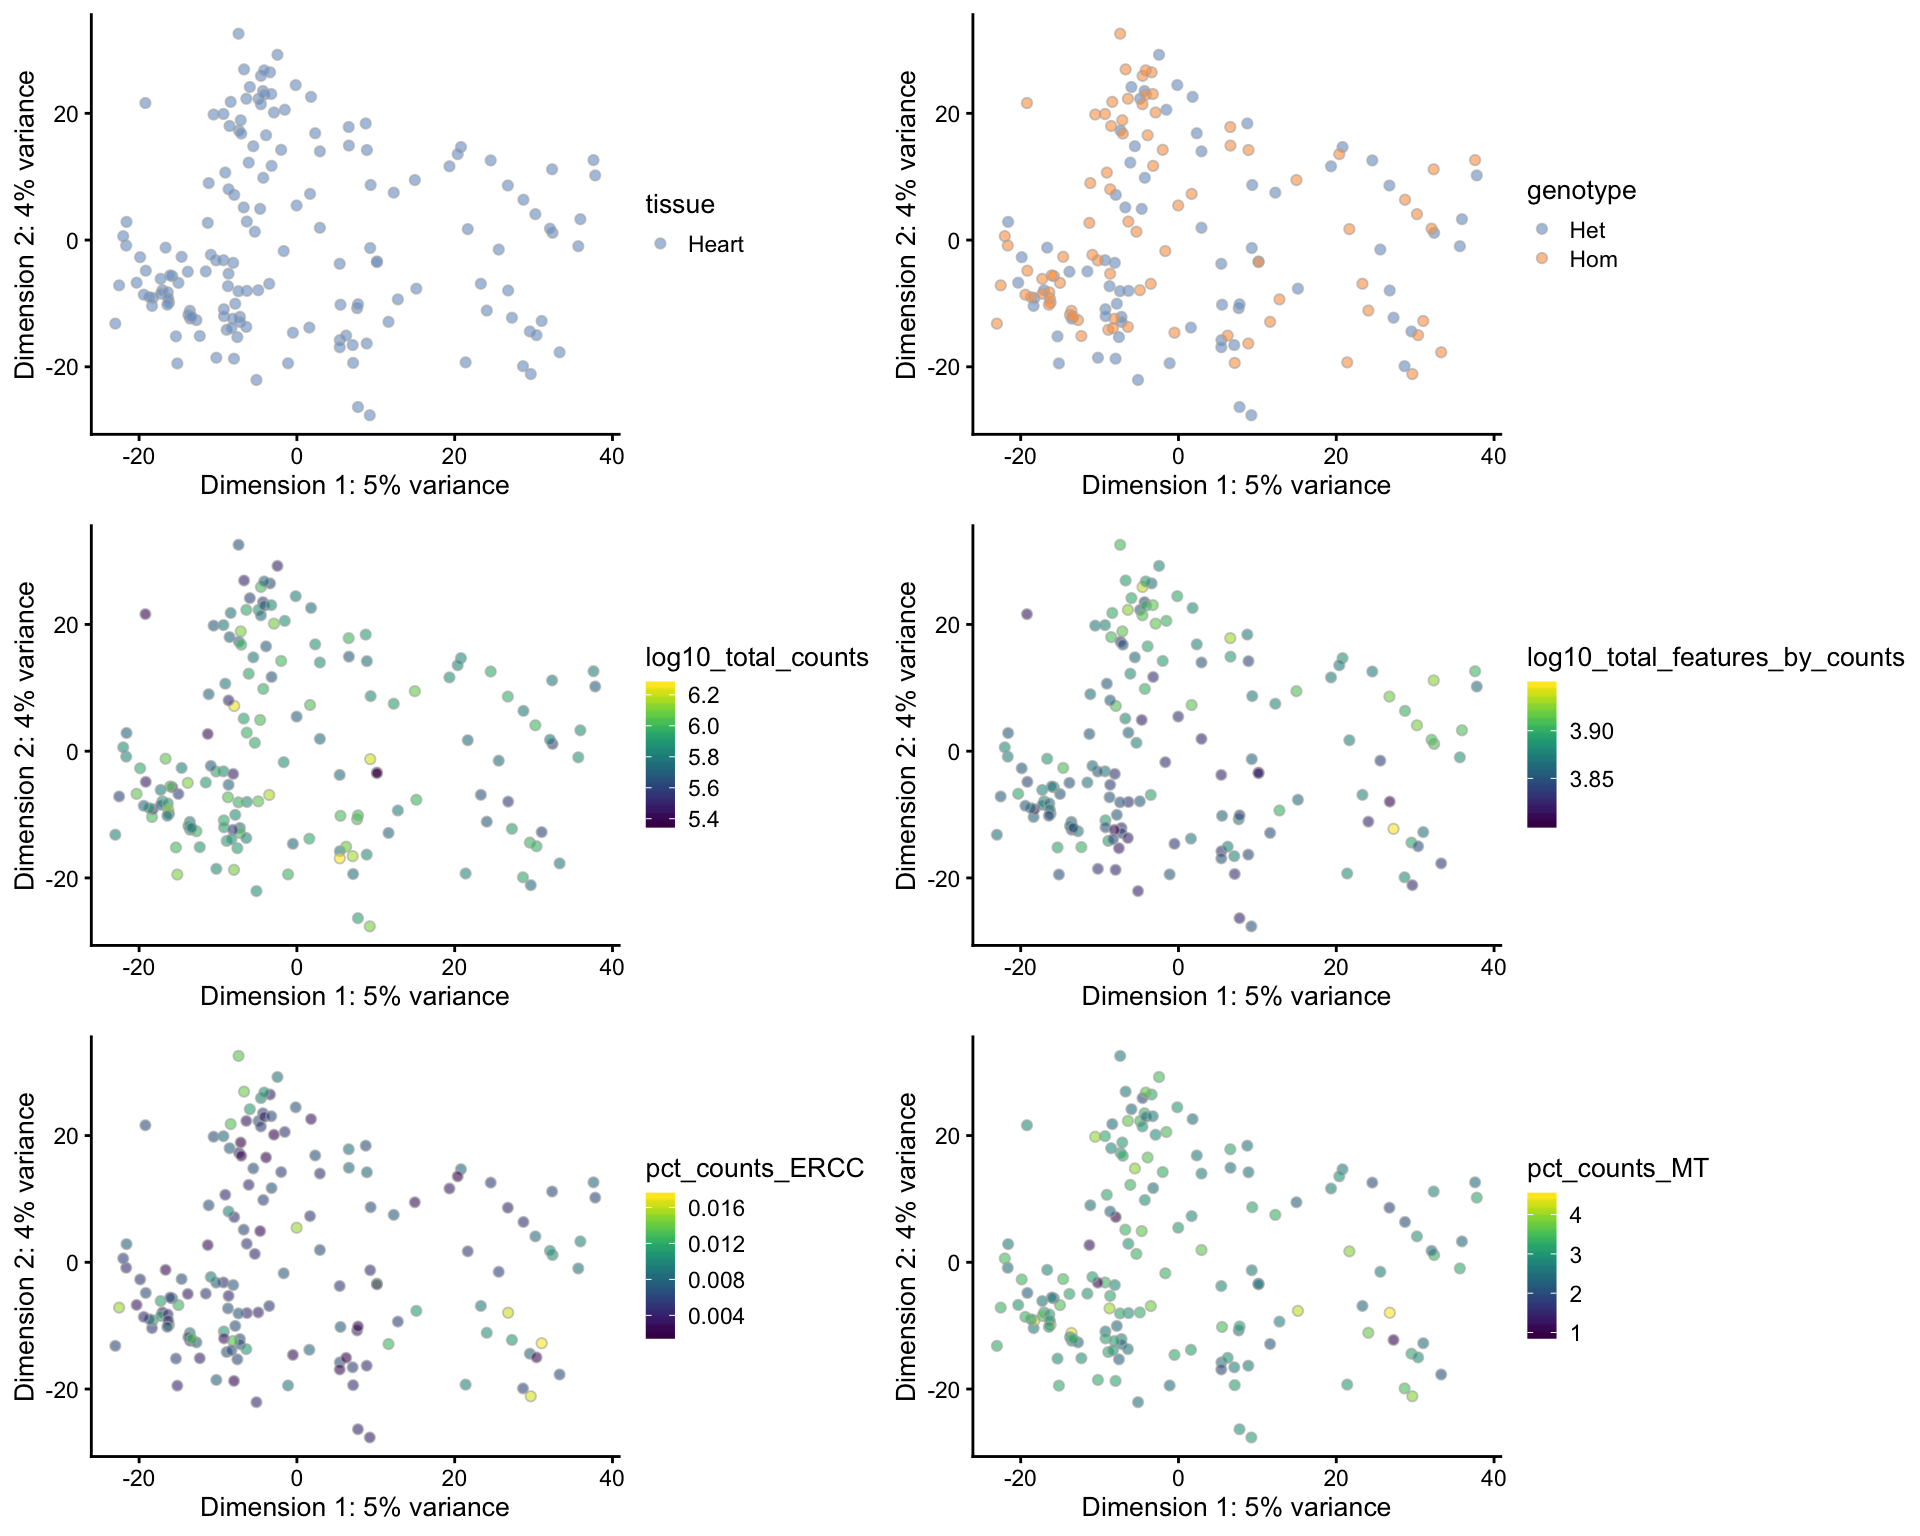 Dimension 2: 4% variance
20
0
-20
-20 0 20 40
Dimension 1: 5% variance
tissue
Heart
Dimension 2: 4% variance
20
0
-20
-20 0 20 40
Dimension 1: 5% variance
genotype
Het
Hom
Dimension 2: 4% variance
20
0
-20
-20 0 20 40
Dimension 1: 5% variance
log10_total_counts
6.2
6.0
5.8
5.6
5.4
Dimension 2: 4% variance
20
0
-20
-20 0 20 40
Dimension 1: 5% variance
log10_total_features_by_counts
3.90
3.85
Dimension 2: 4% variance
20
0
-20
-20 0 20 40
Dimension 1: 5% variance
pct_counts_ERCC
0.016
0.012
0.008
0.004
Dimension 2: 4% variance
20
0
-20
-20 0 20 40
Dimension 1: 5% variance
pct_counts_MT
4
3
2
1